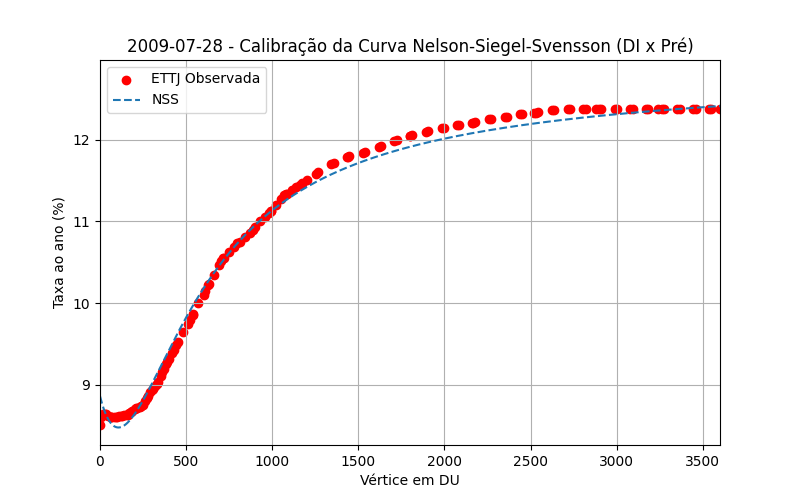 2009-07-28 - Calibração da Curva Nelson-Siegel-Svensson (DI x Pré)
ETTJ Observada
NSS
Taxa ao ano (%)
12
11
10
9
0 500 1000 1500 2000 2500 3000 3500
Vértice em DU